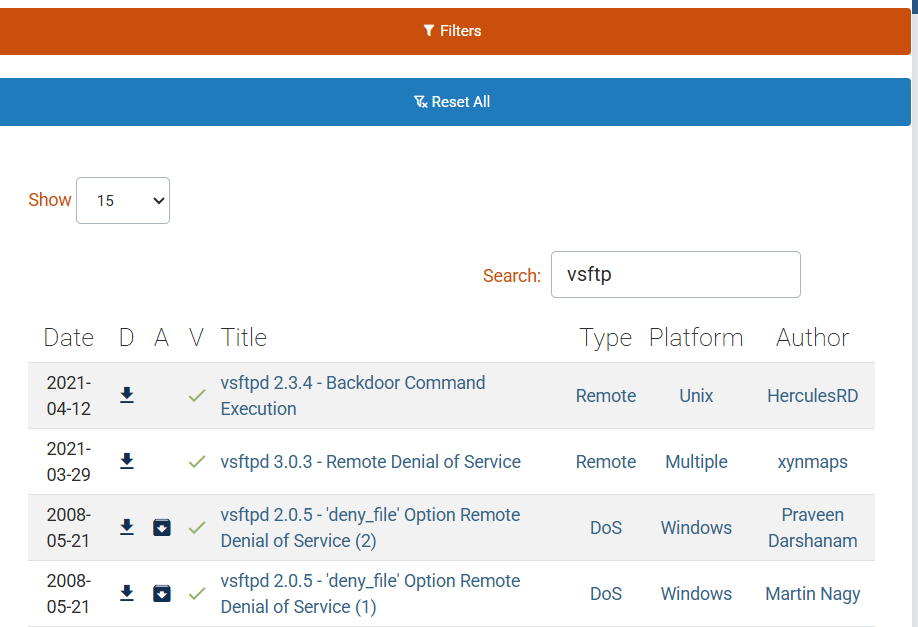 Filters
Reset All
Show 15
Search: vsftp
Date D A V Title Type Platform Author
2021-
04-12
vsftpd 2.3.4 - Backdoor Command
Execution
Remote
Unix
HerculesRD
2021-
03-29
vsftpd 3.0.3 - Remote Denial of Service
Remote
Multiple
xynmaps
2008-
05-21
vsftpd 2.0.5 - 'deny_file' Option Remote
Denial of Service (2)
DoS
Windows
Praveen
Darshanam
2008-
05-21
vsftpd 2.0.5 - 'deny_file' Option Remote
Denial of Service (1)
DoS
Windows
Martin Nagy